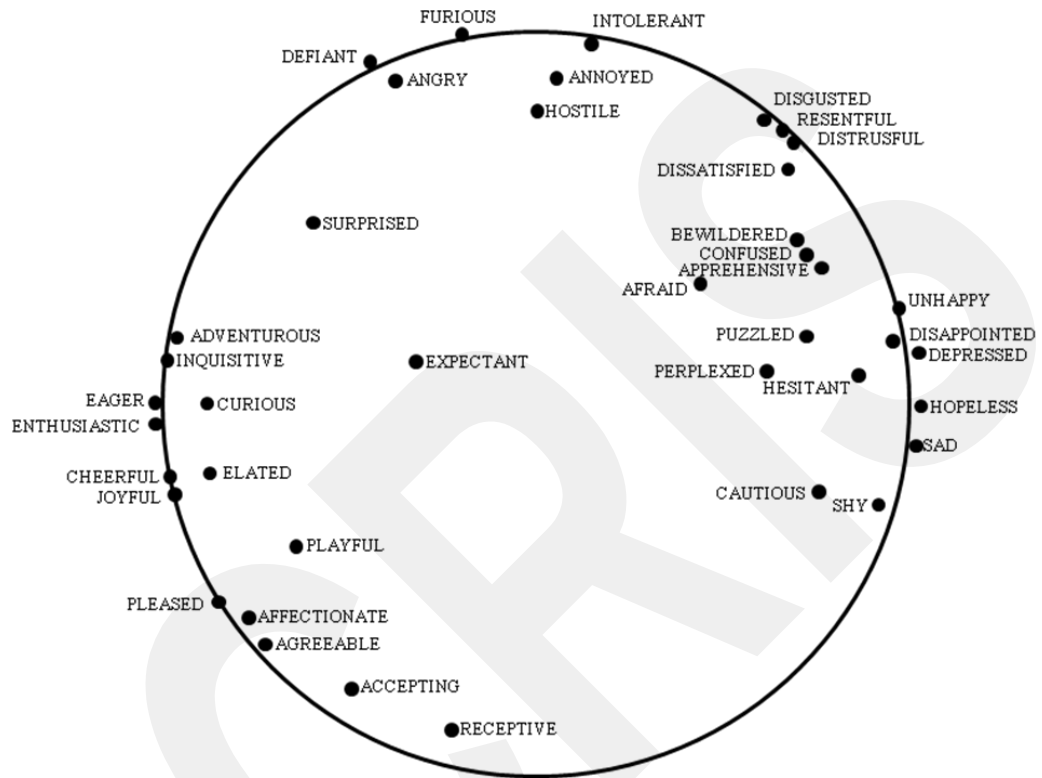 FURIOUS
INTOLERANT
DEFIANT
ANGRY
ANNOYED
HOSTILE
DISGUSTED
RESENTFUL
DISTRUSFUL
DISSATISFIED
SURPRISED
BEWILDERED
CONFUSED
APPREHENSIVE
AFRAID
UNHAPPY
ADVENTUROUS
PUZZLED
DISAPPOINTED
INQUISITIVE
EXPECTANT
DEPRESSED
PERPLEXED
HESITANT
EAGER
CURIOUS
HOPELESS
ENTHUSIASTIC
SAD
CHEERFUL
ELATED
JOYFUL
CAUTIOUS
SHY
PLAYFUL
PLEASED
AFFECTIONATE
AGREEABLE
ACCEPTING
RECEPTIVE
CRIS